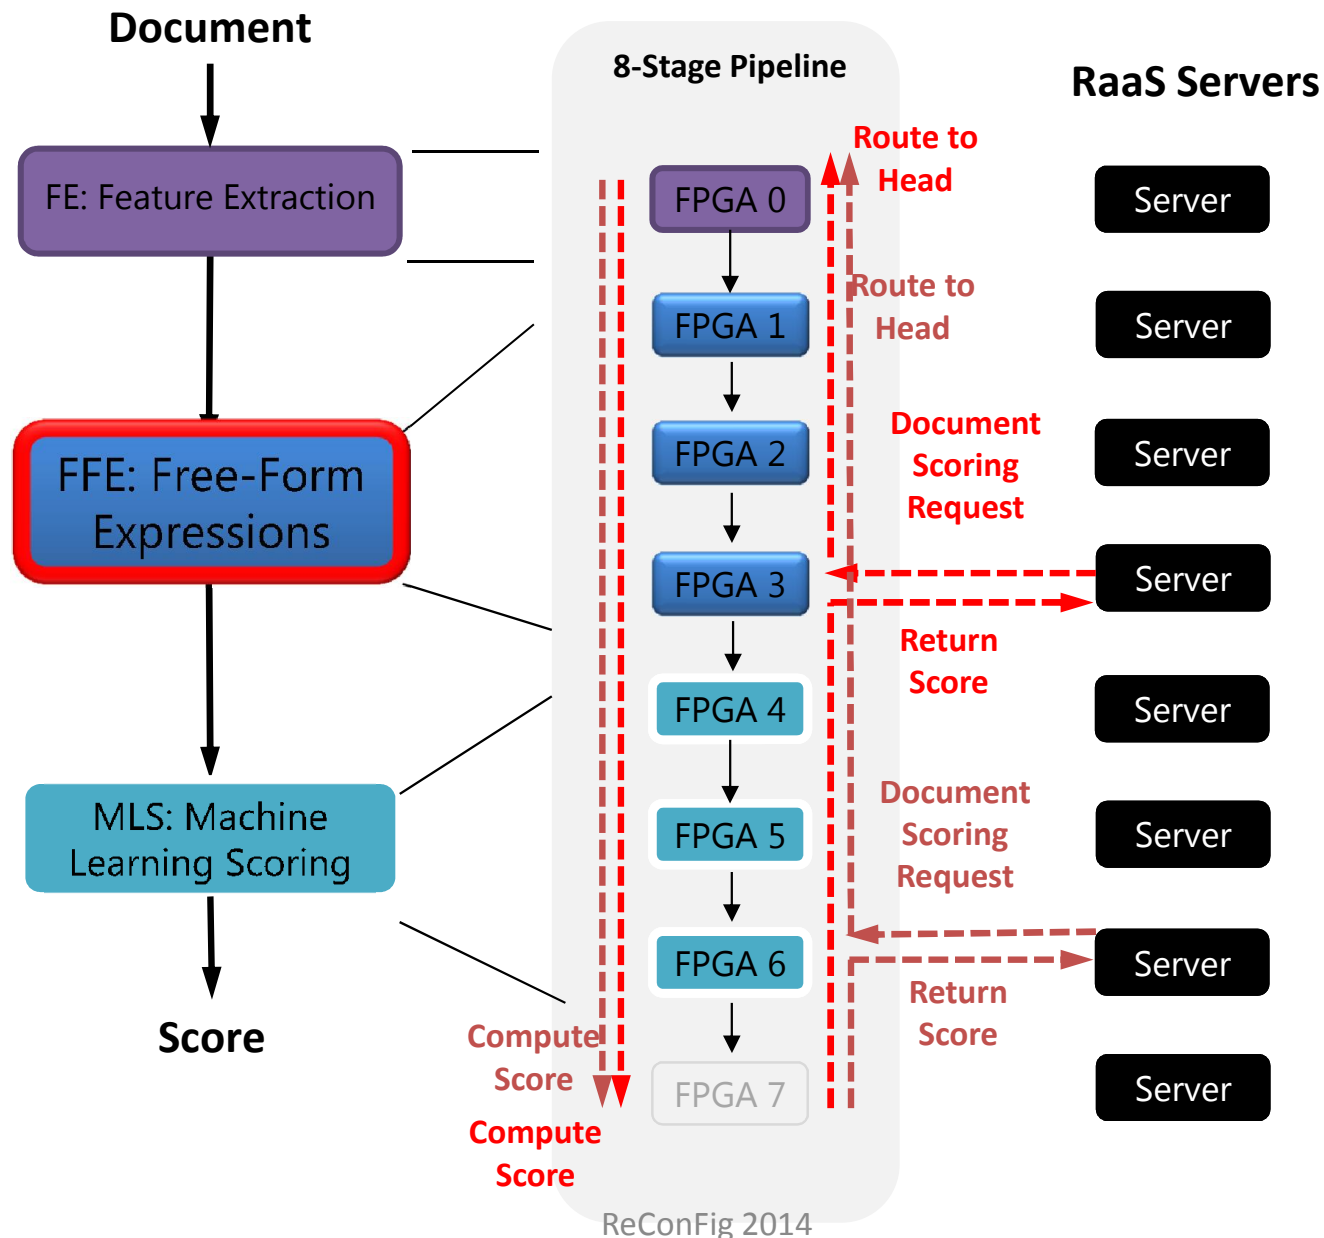 Document
8-Stage Pipeline
RaaS Servers
FE: Feature Extraction
FFE: Free-Form
Expressions
MLS: Machine
Learning Scoring
Score
FPGA 0
FPGA 1
FPGA 2
FPGA 3
FPGA 4
FPGA 5
FPGA 6
FPGA 7
Compute
Score
Compute
Score
Route to
Head
Route to
Head
Document
Scoring
Request
Return
Score
Document
Scoring
Request
Return
Score
Server
Server
Server
Server
Server
Server
Server
Server
ReConFig 2014